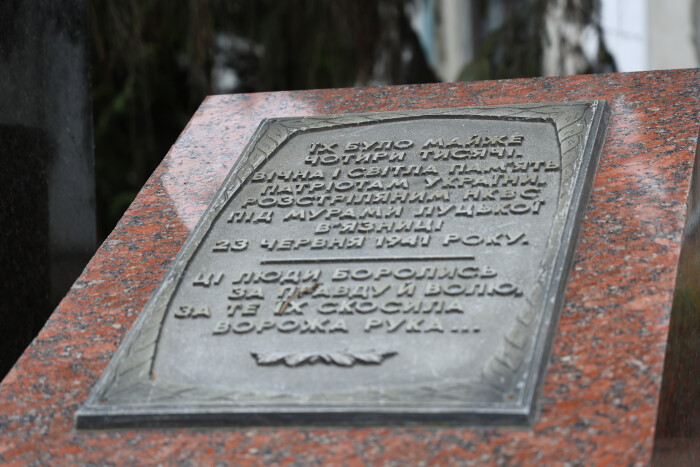 ЇХ БУЛО МАЙЖЕ
ЧОТИРИ ТИСЯЧІ.
ВІЧНА І СВІТЛА ПАМ'ЯТЬ
ПАТРІОТАМ УКРАЇНИ,
РОЗСТРІЛЯНИМ НКВС
ПІД МУРАМИ ЛУЦЬКОЇ
В'ЯЗНИЦІ
23 ЧЕРВНЯ 1941 РОКУ.
ЦІ ЛЮДИ БОРОЛИСЬ
ЗА ПРАВДУ Й ВОЛЮ,
ЗА ТЕ ЇХ СКОСИЛА
ВОРОЖА РУКА...